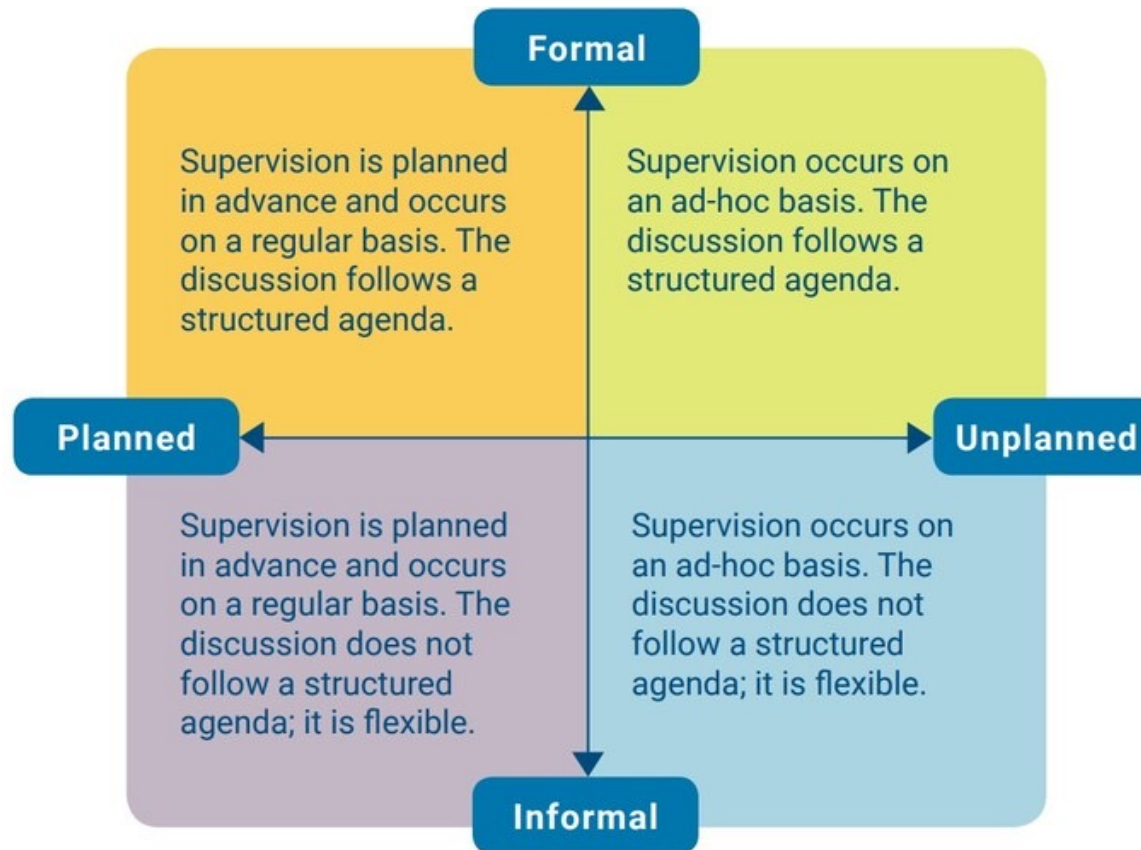 Formal
Supervision is planned
in advance and occurs
on a regular basis. The
discussion follows a
structured agenda.
Supervision occurs on
an ad-hoc basis. The
discussion follows a
structured agenda.
Planned
Unplanned
Supervision is planned
in advance and occurs
on a regular basis. The
discussion does not
follow a structured
agenda; it is flexible.
Supervision occurs on
an ad-hoc basis. The
discussion does not
follow a structured
agenda; it is flexible.
Informal